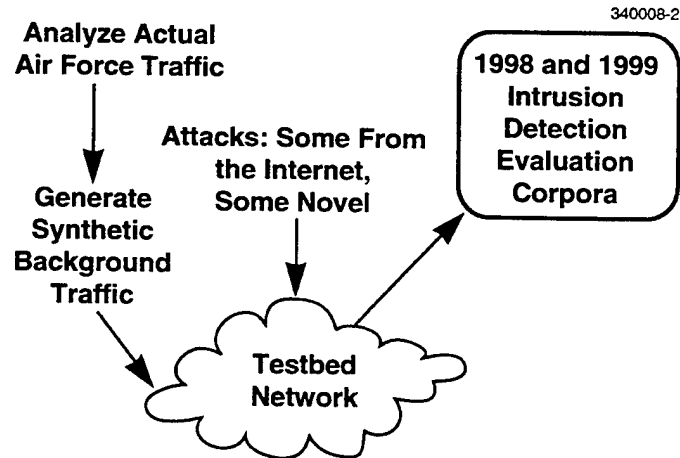 340008-2
Analyze Actual
Air Force Traffic
Generate
Synthetic
Background
Traffic
Attacks: Some From
the Internet,
Some Novel
Testbed
Network
1998 and 1999
Intrusion
Detection
Evaluation
Corpora